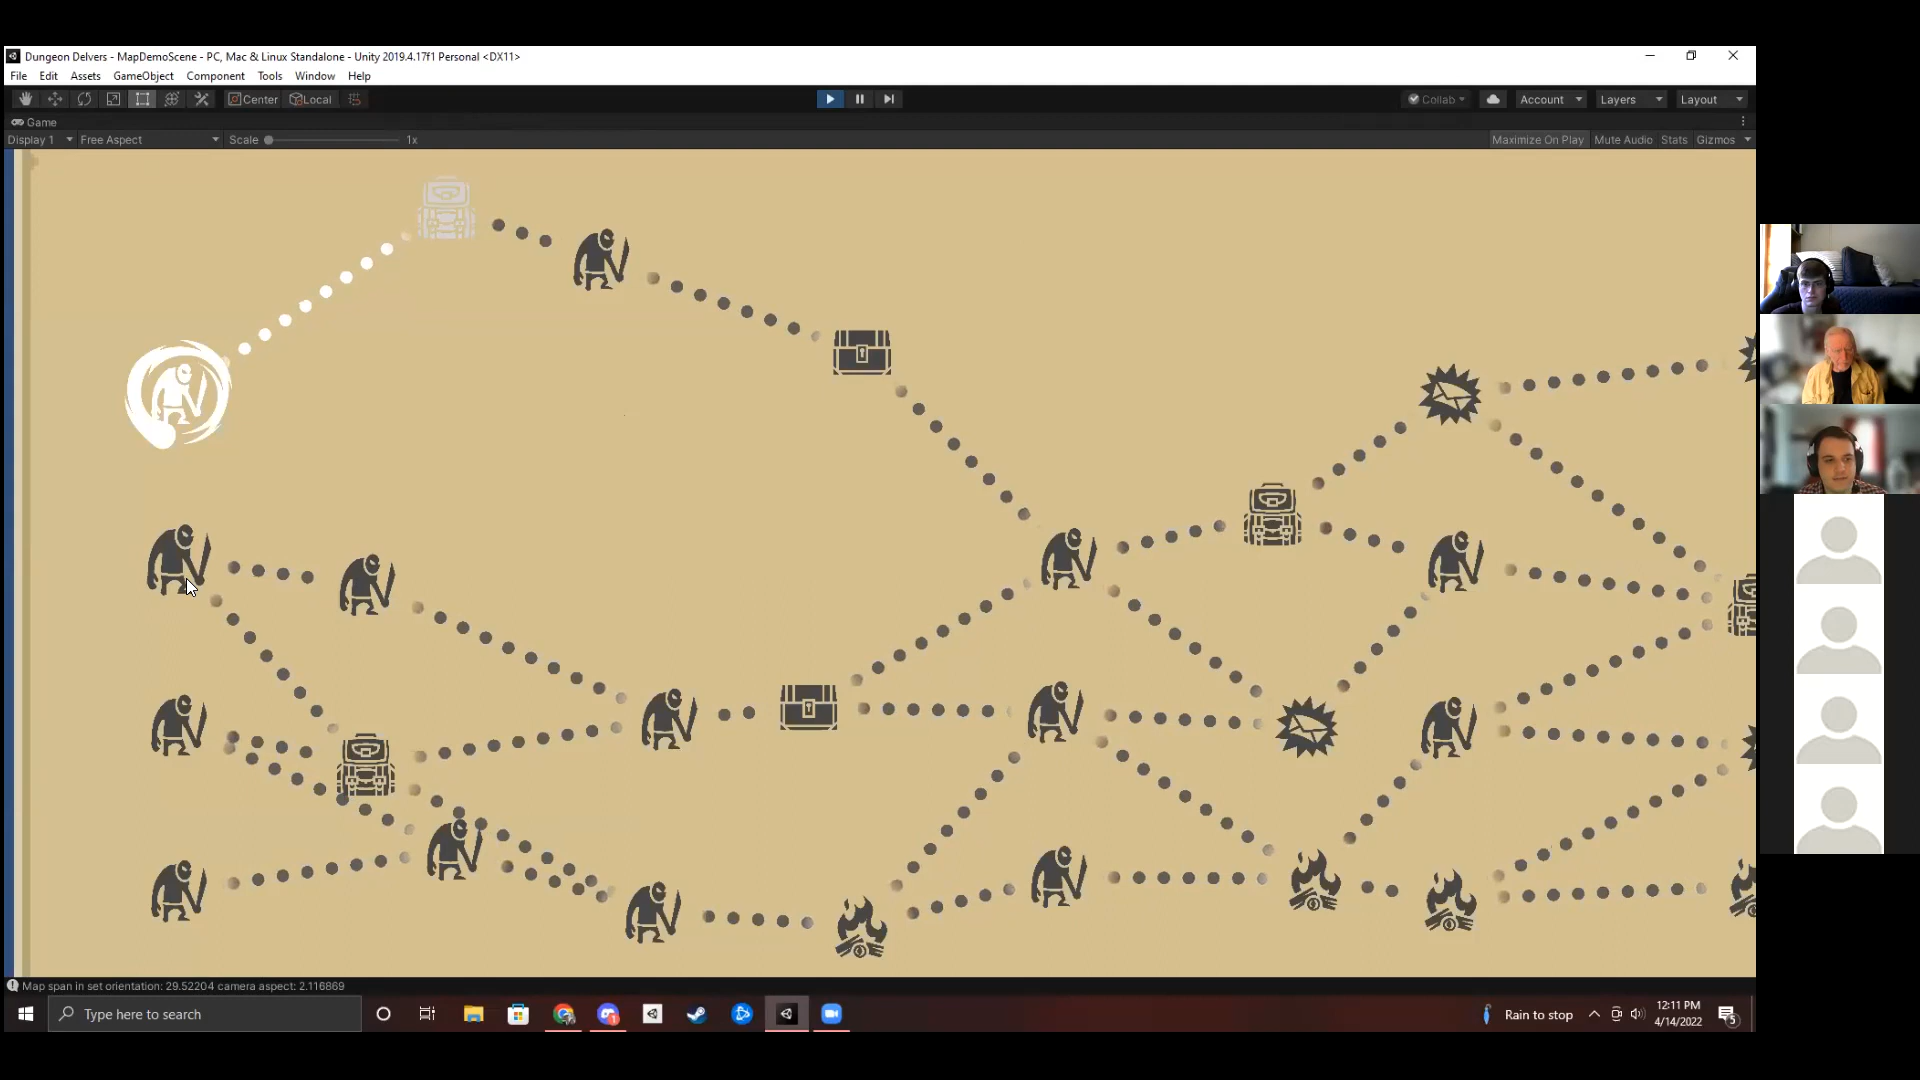 Dungeon Delvers - MapDemoScene - PC, Mac & Linux Standalone - Unity 2019.4.17f1 Personal <DX11>
File Edit Assets GameObject Component Tools Window Help
Center Local Collab Account Layers Layout
Game
Display 1 Free Aspect Scale 1x Maximize On Play Mute Audio Stats Gizmos
Map span in set orientation: 29.52204 camera aspect: 2.116869
Type here to search
Rain to stop
12:11 PM
4/14/2022
5